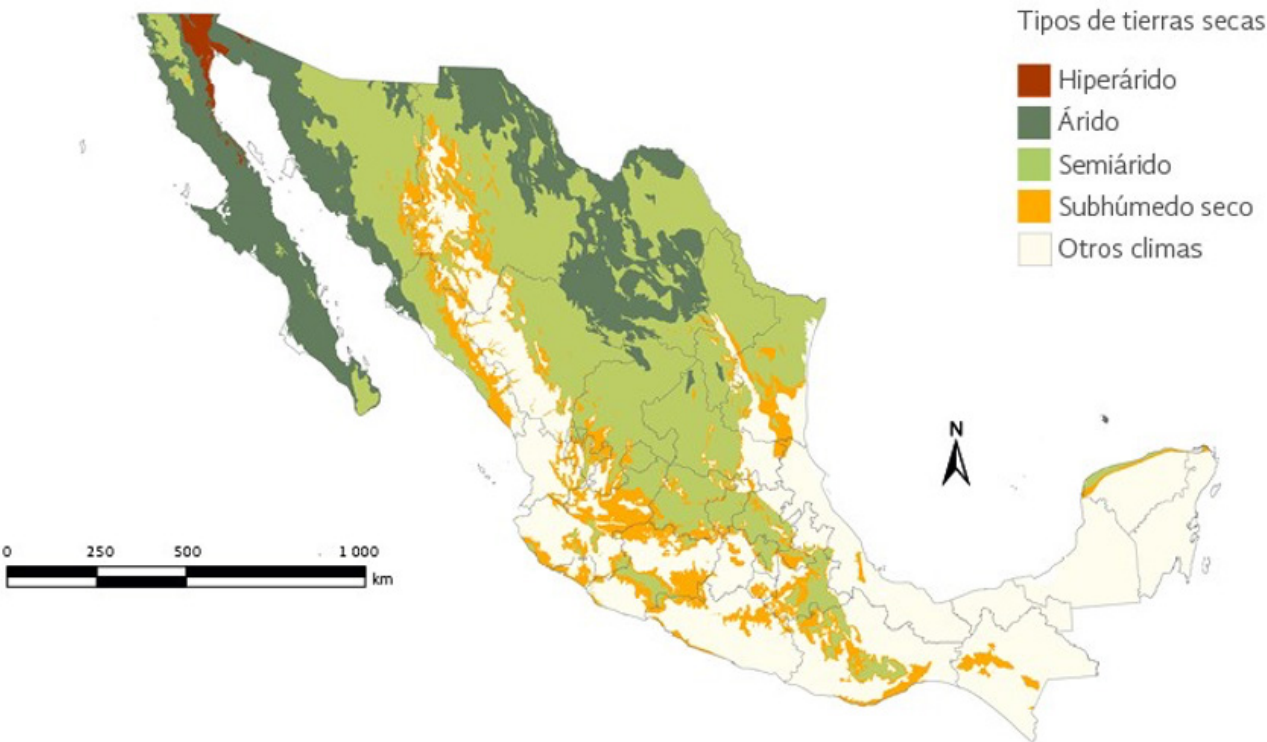 Tipos de tierras secas
Hiperárido
Árido
Semiárido
Subhúmedo seco
Otros climas
N
0 250 500 1 000
km